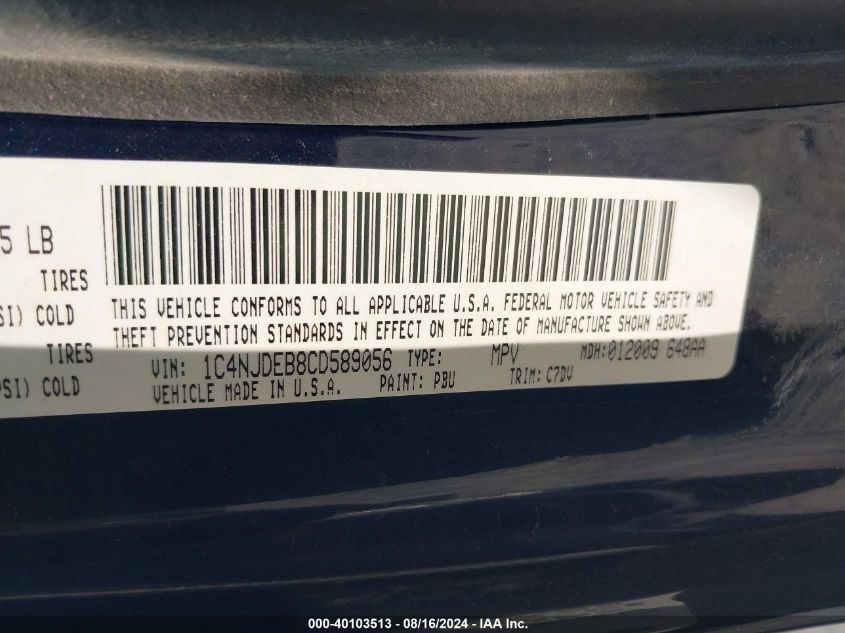 5 LB
TIRES
SI) COLD
TIRES
PSI) COLD
THIS VEHICLE CONFORMS TO ALL APPLICABLE U.S.A. FEDERAL MOTOR VEHICLE SAFETY AND
THEFT PREVENTION STANDARDS IN EFFECT ON THE DATE OF MANUFACTURE SHOWN ABOVE.
VIN: 1C4NJDEB8CD589056 TYPE: MPV MDH:012009 648AA
VEHICLE MADE IN U.S.A. PAINT: PBU TRIM: C7DV
000-40103513 - 08/16/2024 - IAA Inc.